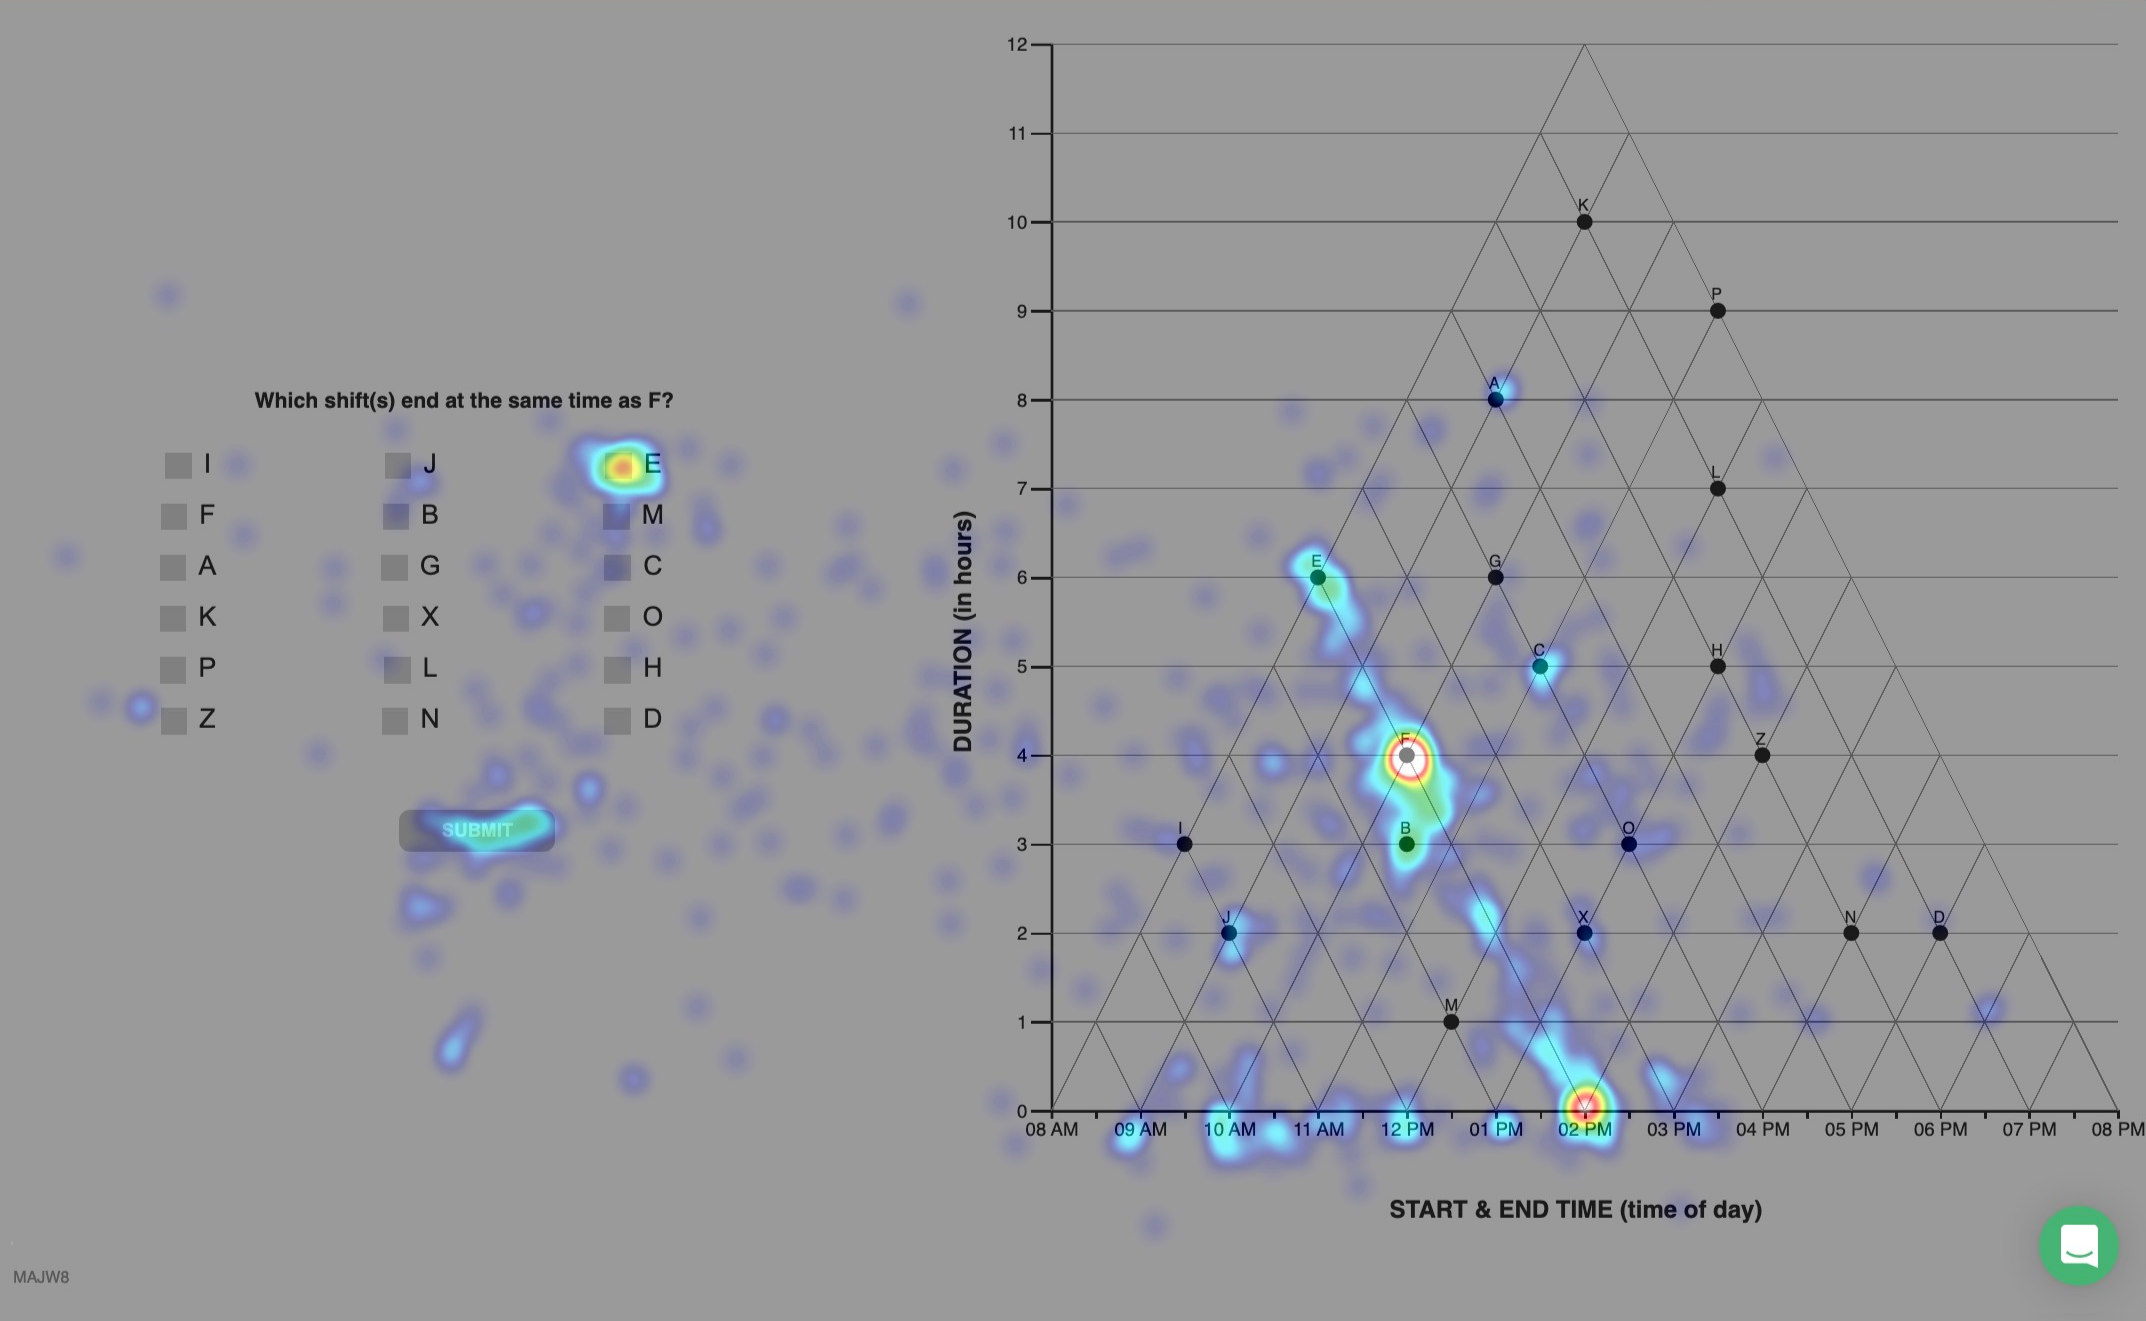 Which shift(s) end at the same time as F?
I J E
F B M
A G C
K X O
P L H
Z N D
SUBMIT
MAJW8
DURATION (in hours)
12
11
10
9
8
7
6
5
4
3
2
1
0
K
P
A
L
E G
C H
F Z
I B O
J X N D
M
08 AM 09 AM 10 AM 11 AM 12 PM 01 PM 02 PM 03 PM 04 PM 05 PM 06 PM 07 PM 08 PM
START & END TIME (time of day)